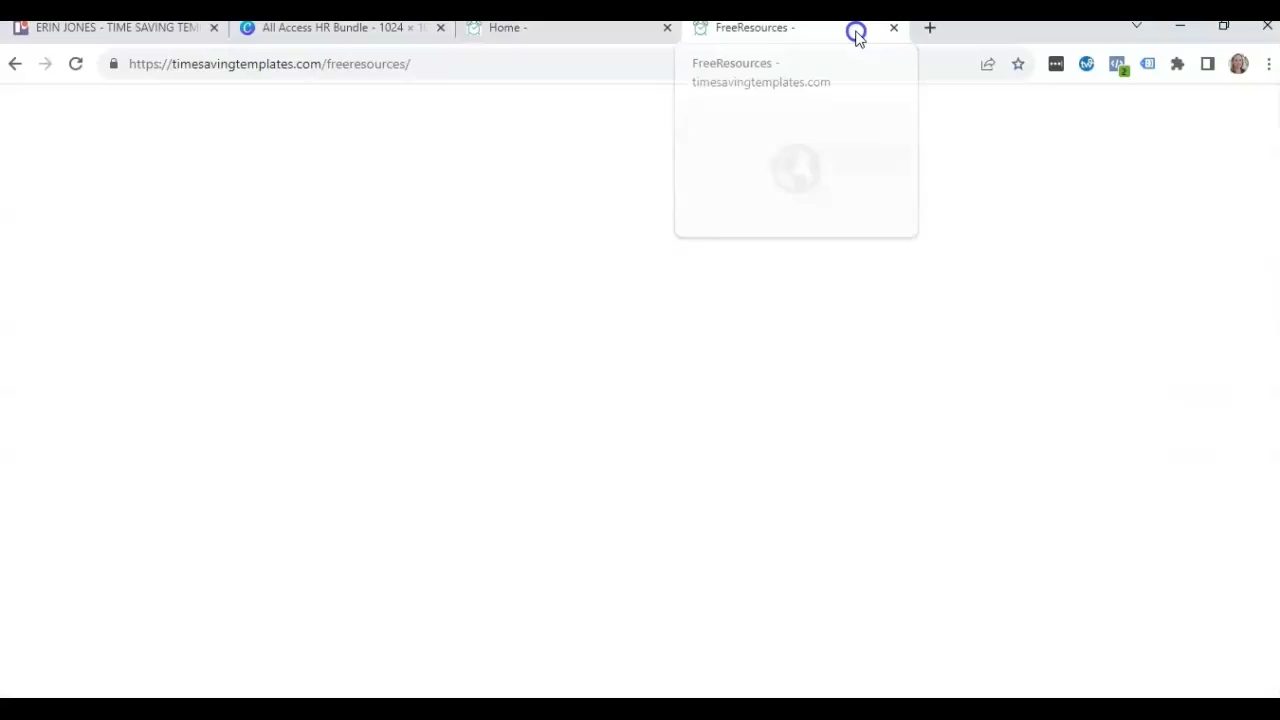 ERIN JONES - TIME SAVING TEM
All Access HR Bundle - 1024 ×
Home -
FreeResources -
https://timesavingtemplates.com/freeresources/
2
FreeResources -
timesavingtemplates.com